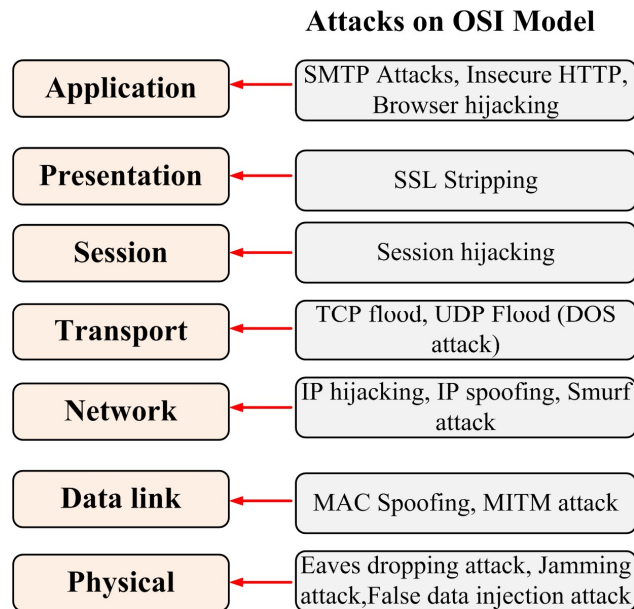 Attacks on OSI Model
Application
SMTP Attacks, Insecure HTTP,
Browser hijacking
Presentation
SSL Stripping
Session
Session hijacking
Transport
TCP flood, UDP Flood (DOS
attack)
Network
IP hijacking, IP spoofing, Smurf
attack
Data link
MAC Spoofing, MITM attack
Physical
Eaves dropping attack, Jamming
attack,False data injection attack